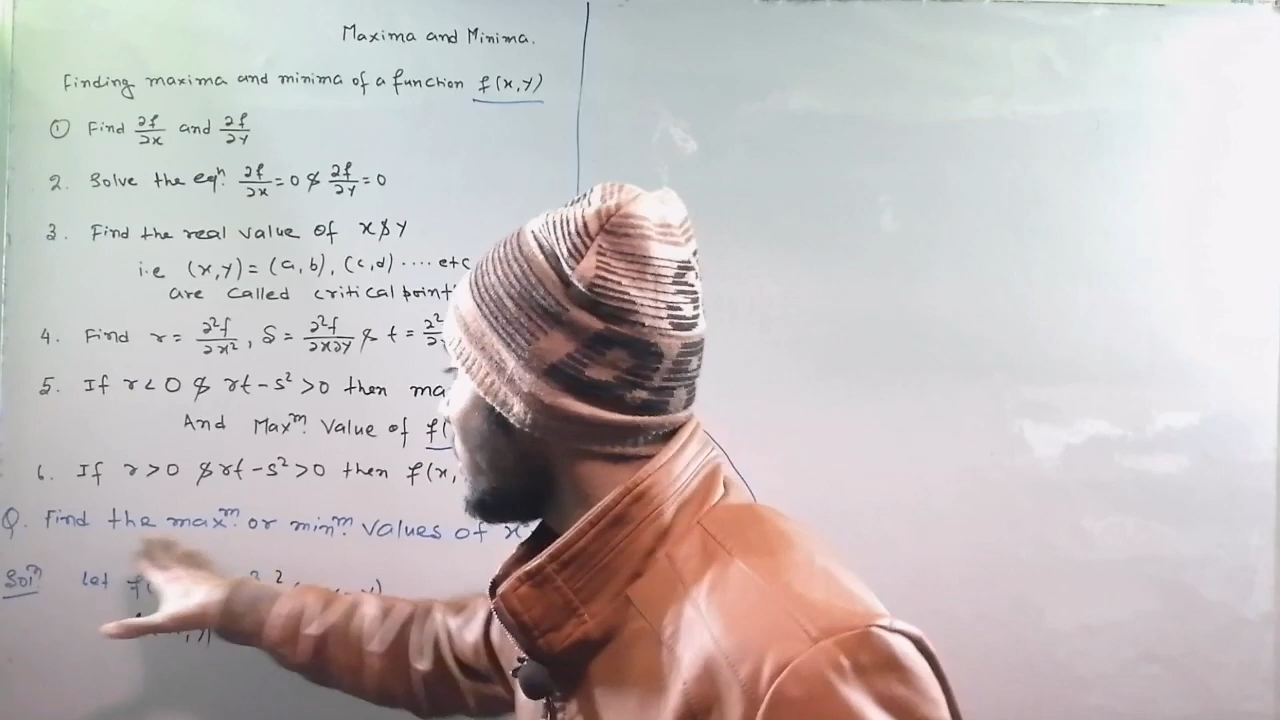 Maxima and Minima.
Finding maxima and minima of a function f(x,y)
① Find ∂f/∂x and ∂f/∂y
2. Solve the eqⁿ. ∂f/∂x = 0 & ∂f/∂y = 0
3. Find the real value of x & y
i.e (x,y) = (a,b), (c,d) .... etc
are called critical point
4. Find r = ∂²f/∂x², S = ∂²f/∂x∂y & t = ∂²
5. If r < 0 & rt - s² > 0 then ma
And Maxᵐ. Value of f(
6. If r > 0 & rt - s² > 0 then f(x,
Q. Find the maxᵐ. or minᵐ. values of x
Solⁿ. let f(